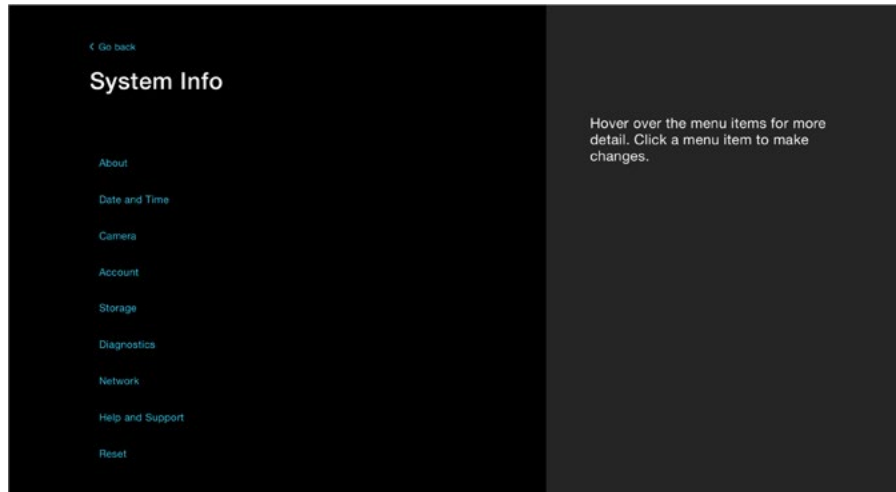 Go back
System Info
About
Date and Time
Camera
Account
Storage
Diagnostics
Network
Help and Support
Reset
Hover over the menu items for more
detail. Click a menu item to make
changes.